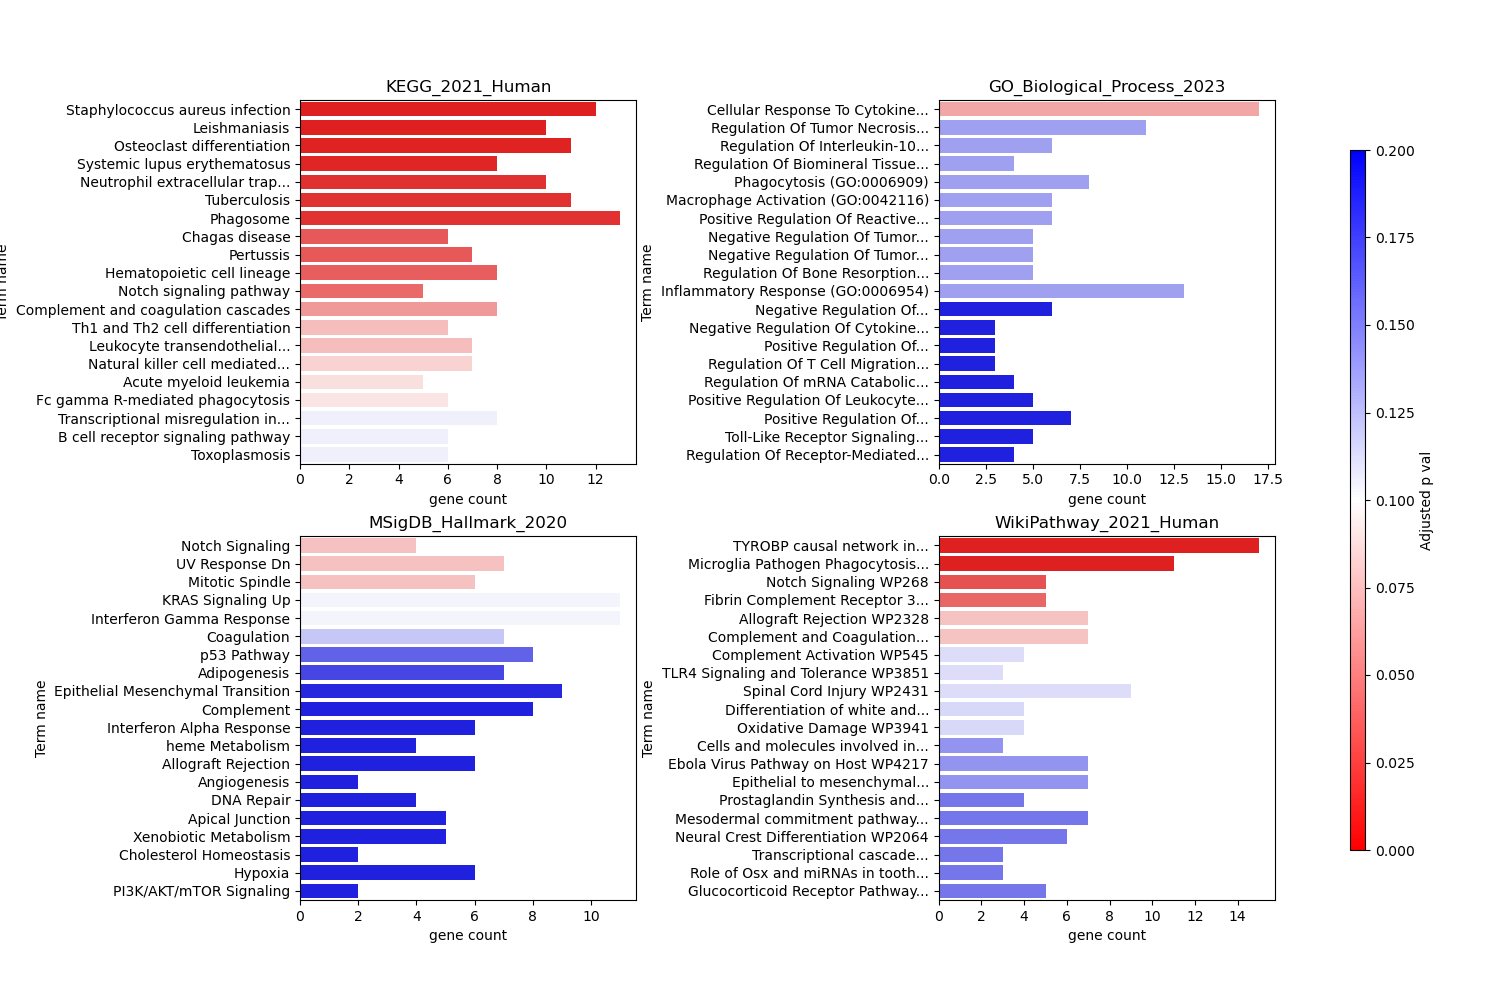 KEGG_2021_Human
Staphylococcus aureus infection
Leishmaniasis
Osteoclast differentiation
Systemic lupus erythematosus
Neutrophil extracellular trap...
Tuberculosis
Phagosome
Chagas disease
Pertussis
Hematopoietic cell lineage
Notch signaling pathway
Complement and coagulation cascades
Th1 and Th2 cell differentiation
Leukocyte transendothelial...
Natural killer cell mediated...
Acute myeloid leukemia
Fc gamma R-mediated phagocytosis
Transcriptional misregulation in...
B cell receptor signaling pathway
Toxoplasmosis
Term name
0 2 4 6 8 10 12
gene count
GO_Biological_Process_2023
Cellular Response To Cytokine...
Regulation Of Tumor Necrosis...
Regulation Of Interleukin-10...
Regulation Of Biomineral Tissue...
Phagocytosis (GO:0006909)
Macrophage Activation (GO:0042116)
Positive Regulation Of Reactive...
Negative Regulation Of Tumor...
Negative Regulation Of Tumor...
Regulation Of Bone Resorption...
Inflammatory Response (GO:0006954)
Negative Regulation Of...
Negative Regulation Of Cytokine...
Positive Regulation Of...
Regulation Of T Cell Migration...
Regulation Of mRNA Catabolic...
Positive Regulation Of Leukocyte...
Positive Regulation Of...
Toll-Like Receptor Signaling...
Regulation Of Receptor-Mediated...
Term name
0.0 2.5 5.0 7.5 10.0 12.5 15.0 17.5
gene count
MSigDB_Hallmark_2020
Notch Signaling
UV Response Dn
Mitotic Spindle
KRAS Signaling Up
Interferon Gamma Response
Coagulation
p53 Pathway
Adipogenesis
Epithelial Mesenchymal Transition
Complement
Interferon Alpha Response
heme Metabolism
Allograft Rejection
Angiogenesis
DNA Repair
Apical Junction
Xenobiotic Metabolism
Cholesterol Homeostasis
Hypoxia
PI3K/AKT/mTOR Signaling
Term name
0 2 4 6 8 10
gene count
WikiPathway_2021_Human
TYROBP causal network in...
Microglia Pathogen Phagocytosis...
Notch Signaling WP268
Fibrin Complement Receptor 3...
Allograft Rejection WP2328
Complement and Coagulation...
Complement Activation WP545
TLR4 Signaling and Tolerance WP3851
Spinal Cord Injury WP2431
Differentiation of white and...
Oxidative Damage WP3941
Cells and molecules involved in...
Ebola Virus Pathway on Host WP4217
Epithelial to mesenchymal...
Prostaglandin Synthesis and...
Mesodermal commitment pathway...
Neural Crest Differentiation WP2064
Transcriptional cascade...
Role of Osx and miRNAs in tooth...
Glucocorticoid Receptor Pathway...
Term name
0 2 4 6 8 10 12 14
gene count
0.200
0.175
0.150
0.125
0.100
0.075
0.050
0.025
0.000
Adjusted p val